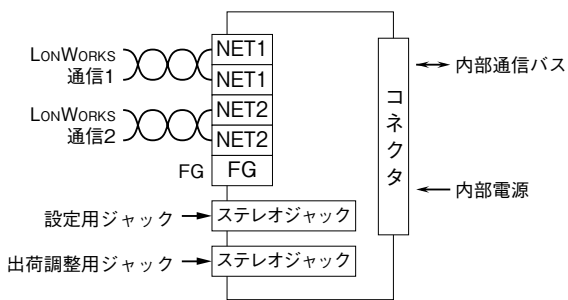 LONWORKS
通信1
NET1
NET1
LONWORKS
通信2
NET2
NET2
FG
FG
設定用ジャック
ステレオジャック
出荷調整用ジャック
ステレオジャック
コネクタ
内部通信バス
内部電源